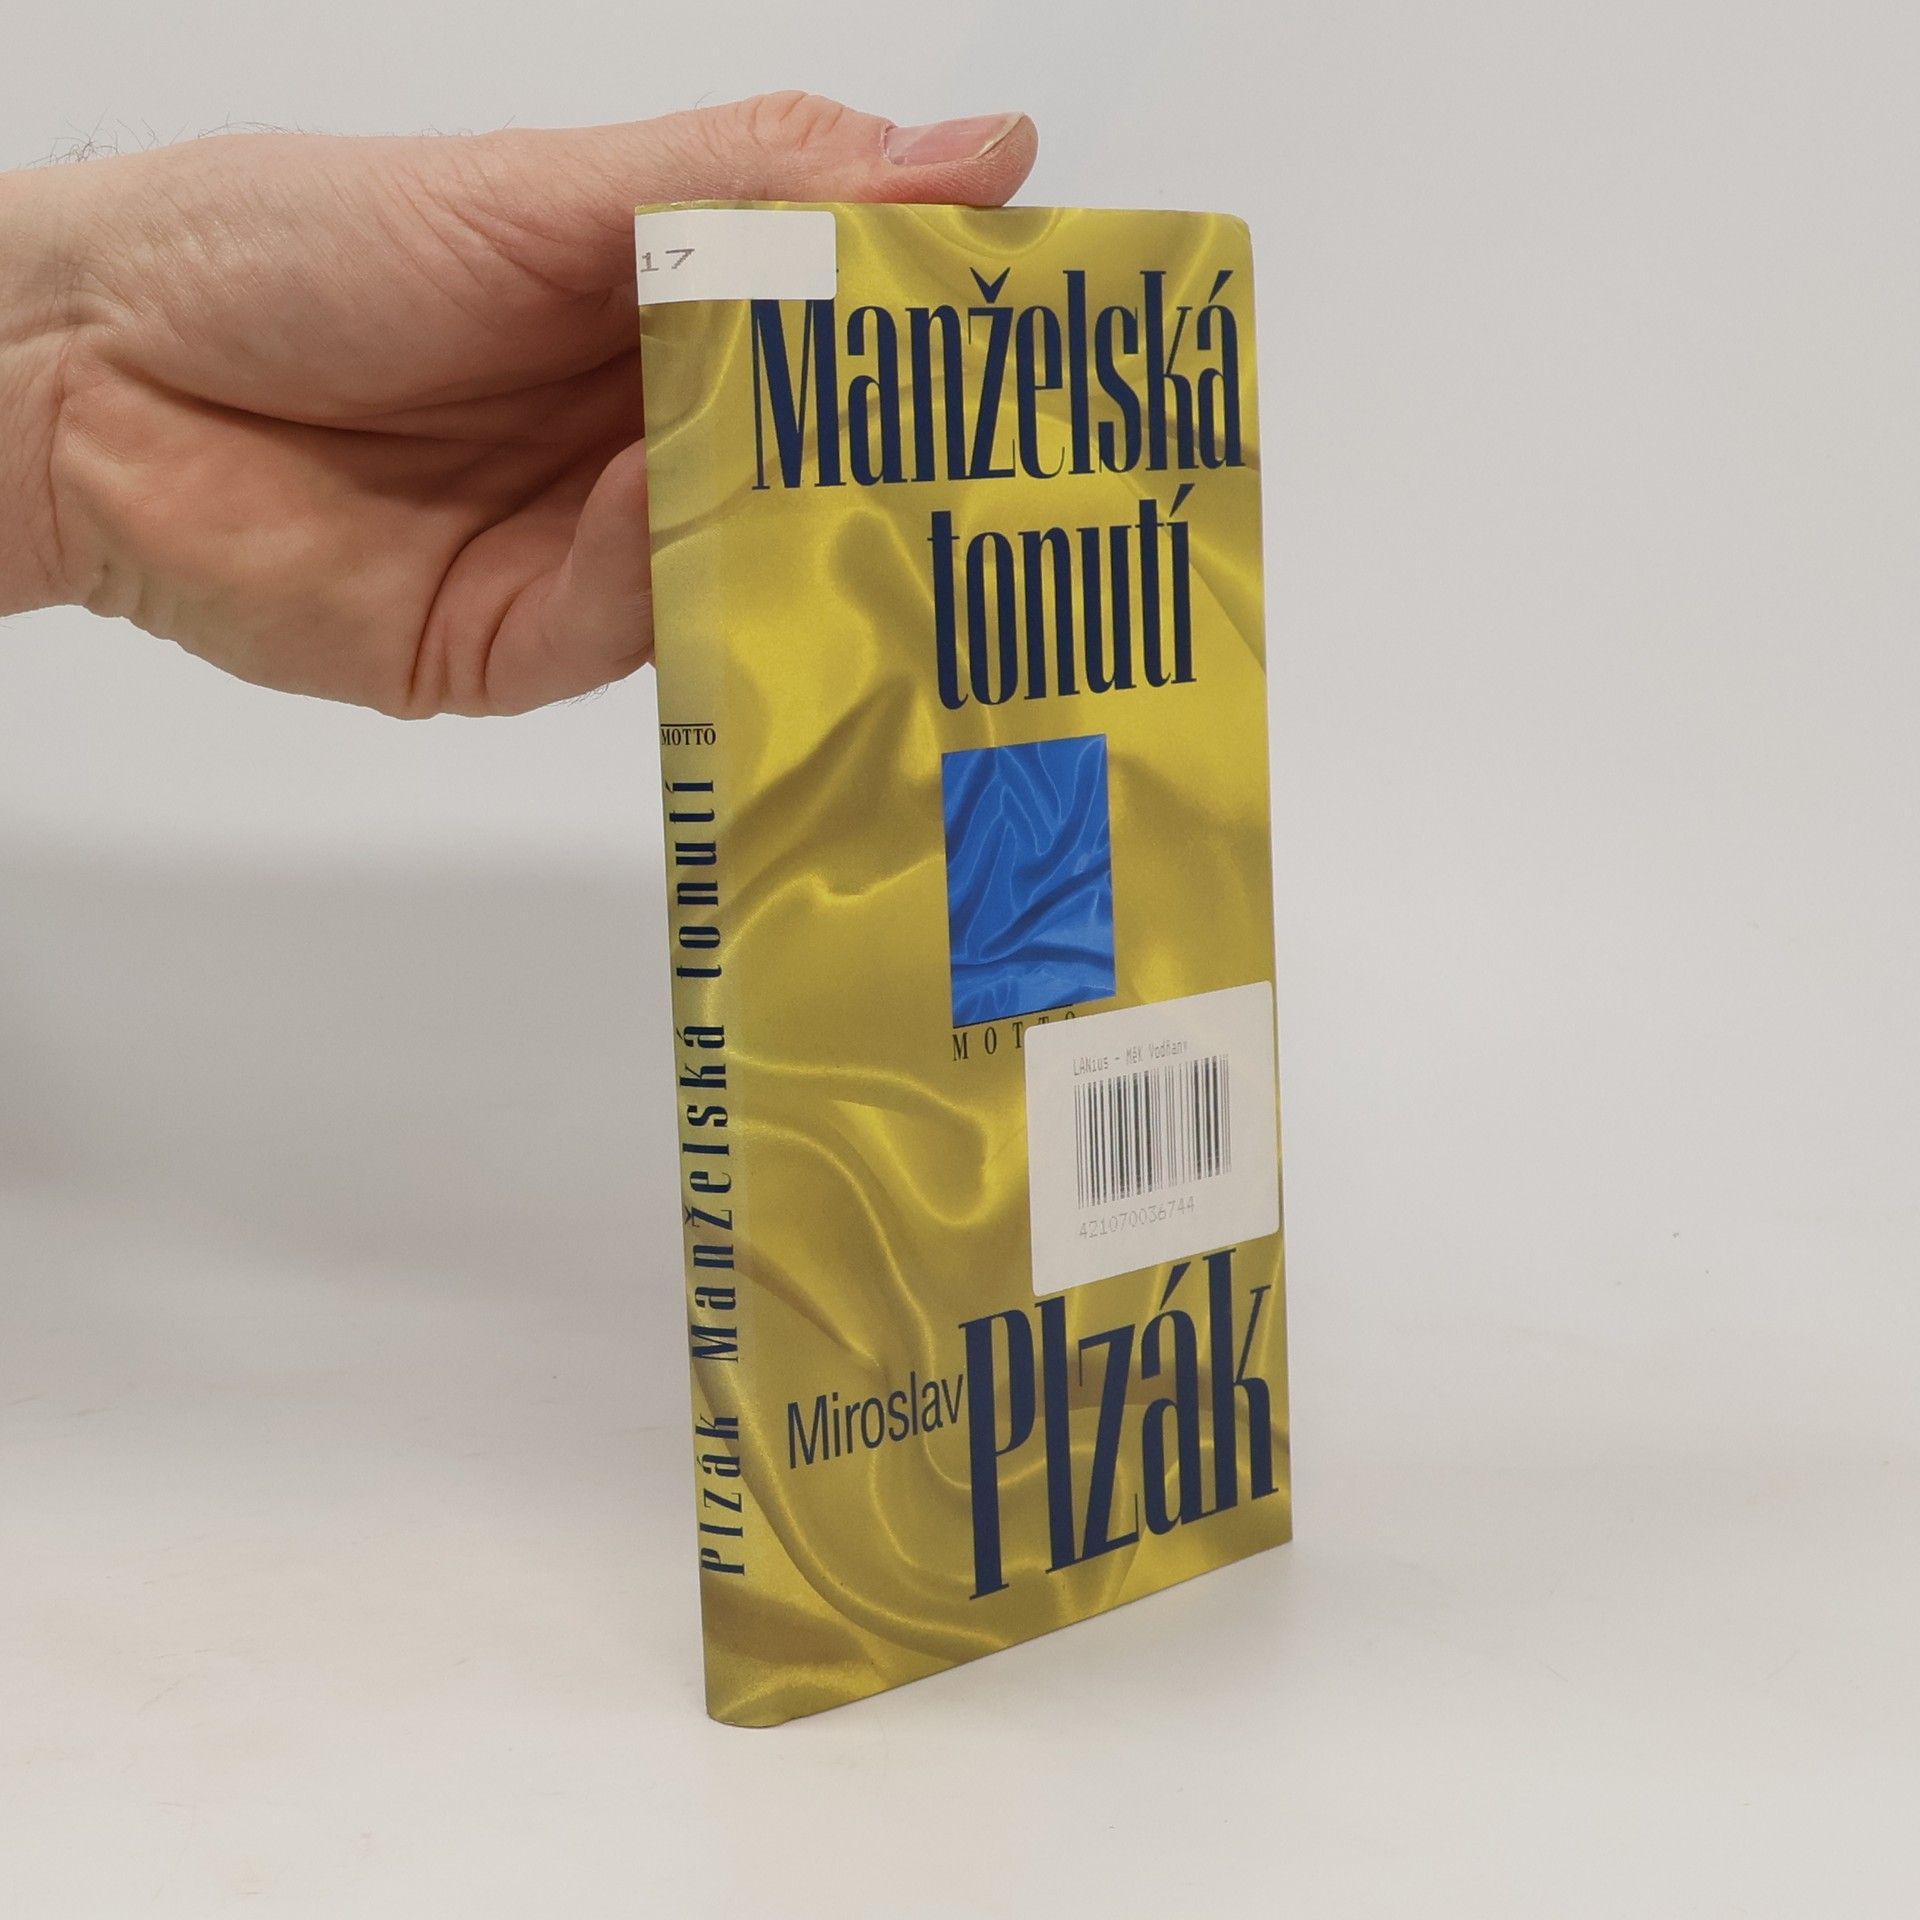 17
Manželská
tonutí
MOTTO
LANius - MěK Vodňany
421070036744
Miroslav Plzák
MOTTO
Plzák Manželská tonutí